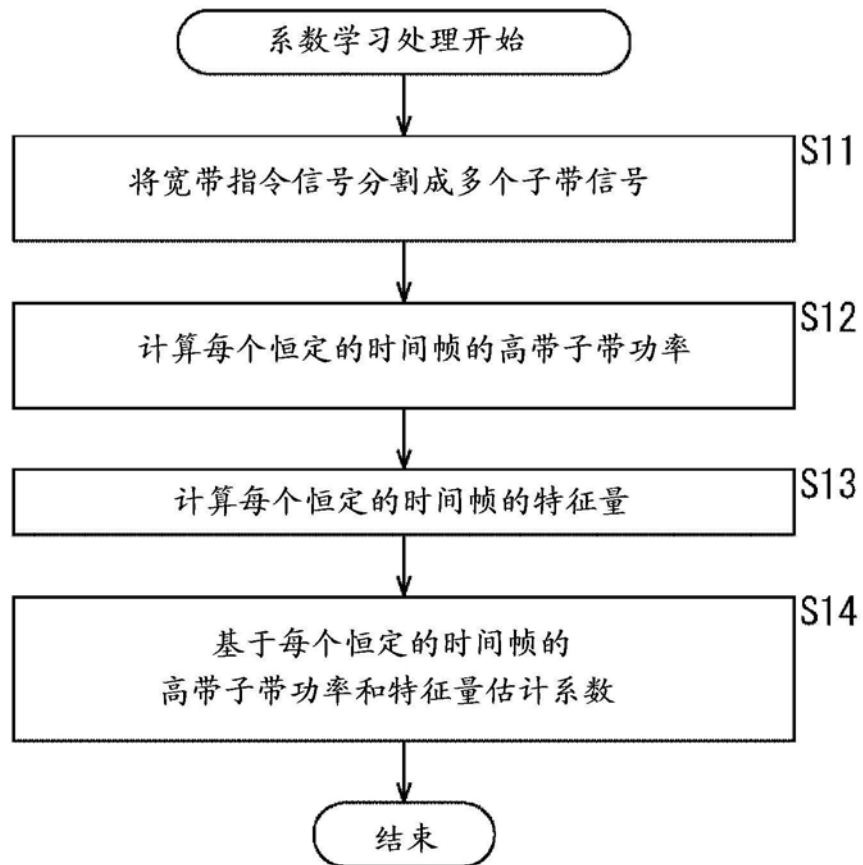 系数学习处理开始
S11
将宽带指令信号分割成多个子带信号
S12
计算每个恒定的时间帧的高带子带功率
S13
计算每个恒定的时间帧的特征量
S14
基于每个恒定的时间帧的
高带子带功率和特征量估计系数
结束